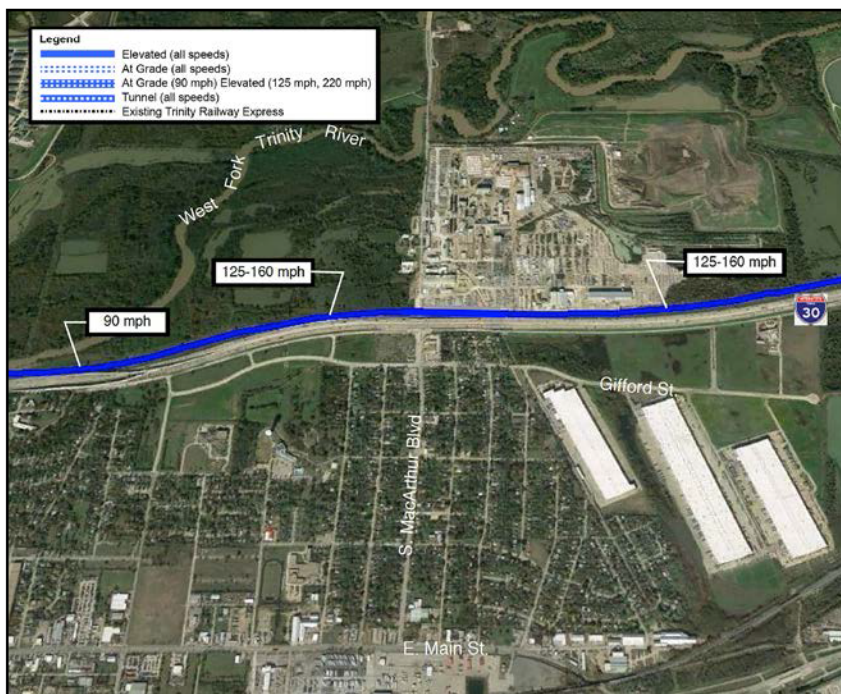 Legend
Elevated (all speeds)
At Grade (all speeds)
At Grade (90 mph) Elevated (125 mph, 220 mph)
Tunnel (all speeds)
Existing Trinity Railway Express
West Fork Trinity River
125-160 mph
125-160 mph
90 mph
30
Gifford St
S. MacArthur Blvd
E. Main St.